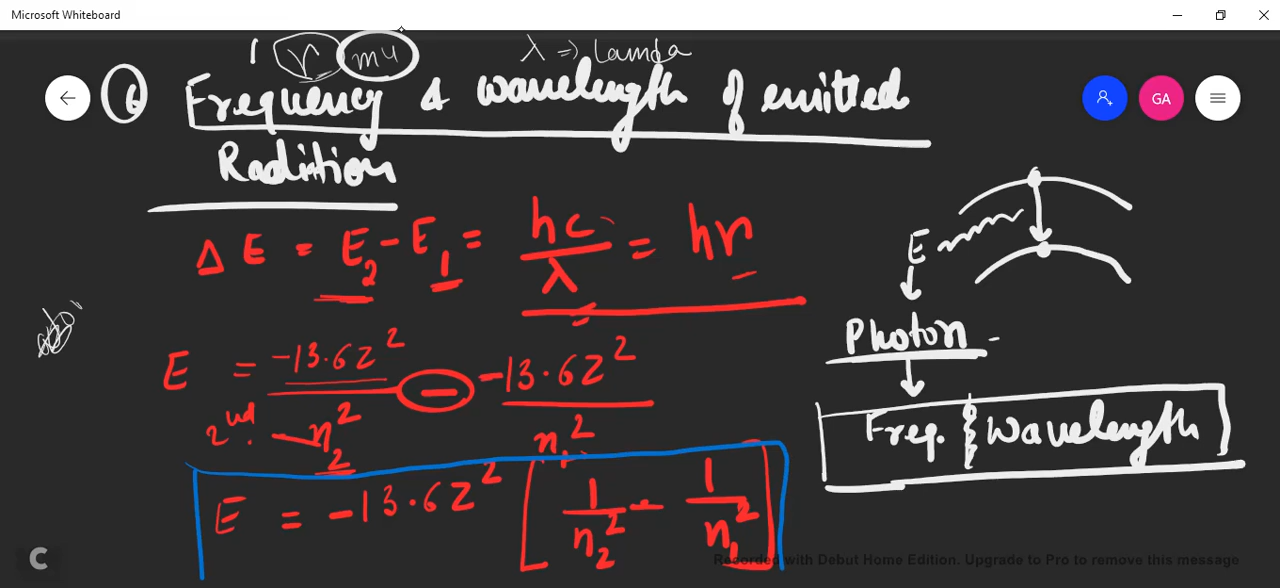 Microsoft Whiteboard
γ mu λ => lamda
Q Frequency & wavelength of emitted
Radition
GA
Δ E = E₂ - E₁ = hc/λ = hν
E
Photon
Freq. { Wavelength
E = -13.6Z²/n₂² - -13.6Z²/n₁²
2nd
E = -13.6Z² [1/n₂² - 1/n₁²]
C
Recorded with Debut Home Edition. Upgrade to Pro to remove this message